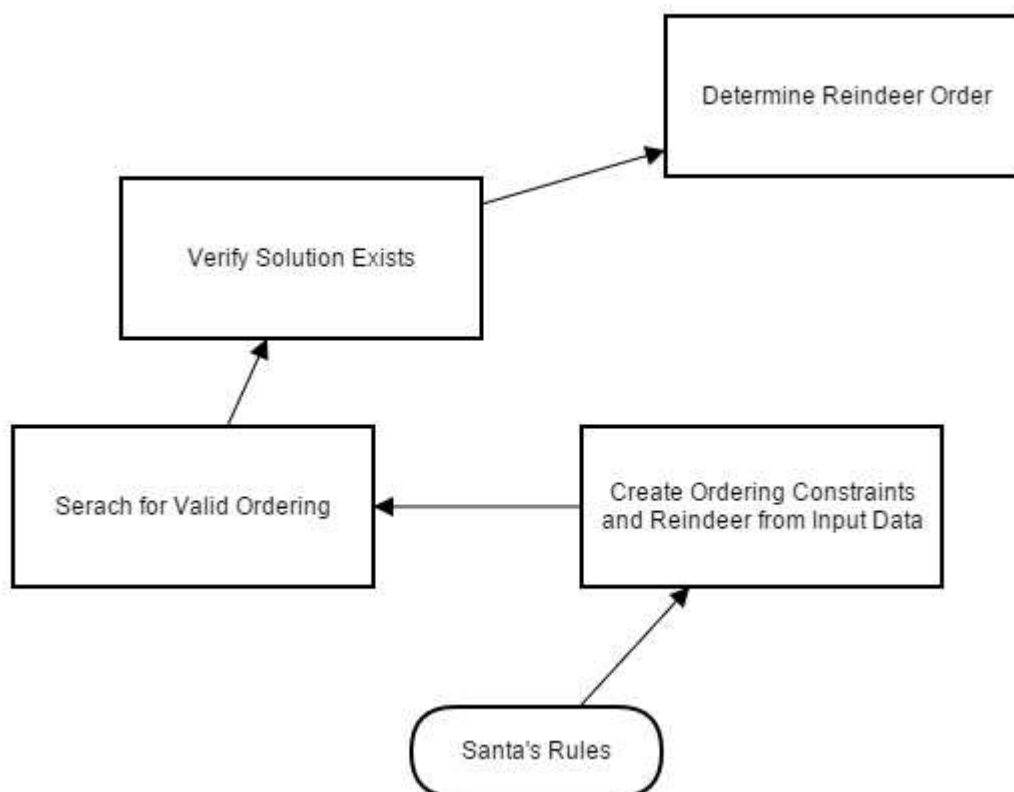 Determine Reindeer Order
Verify Solution Exists
Serach for Valid Ordering
Create Ordering Constraints
and Reindeer from Input Data
Santa's Rules